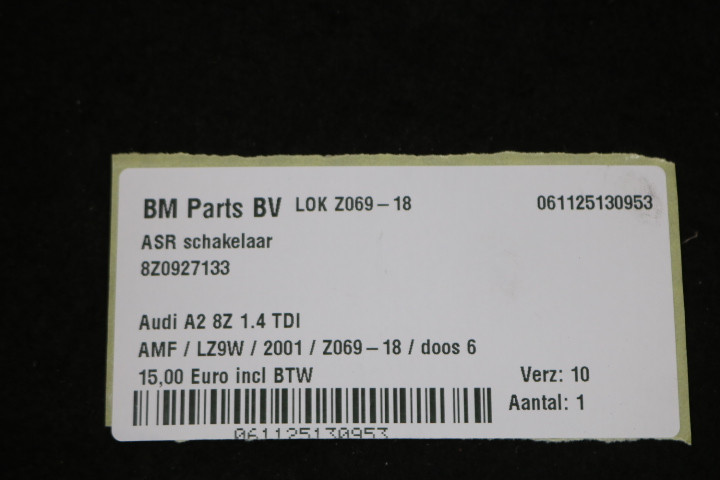 BM Parts BV LOK Z069-18 061125130953
ASR schakelaar
8Z0927133
Audi A2 8Z 1.4 TDI
AMF / LZ9W / 2001 / Z069-18 / doos 6
15,00 Euro incl BTW Verz: 10
Aantal: 1
061125130953